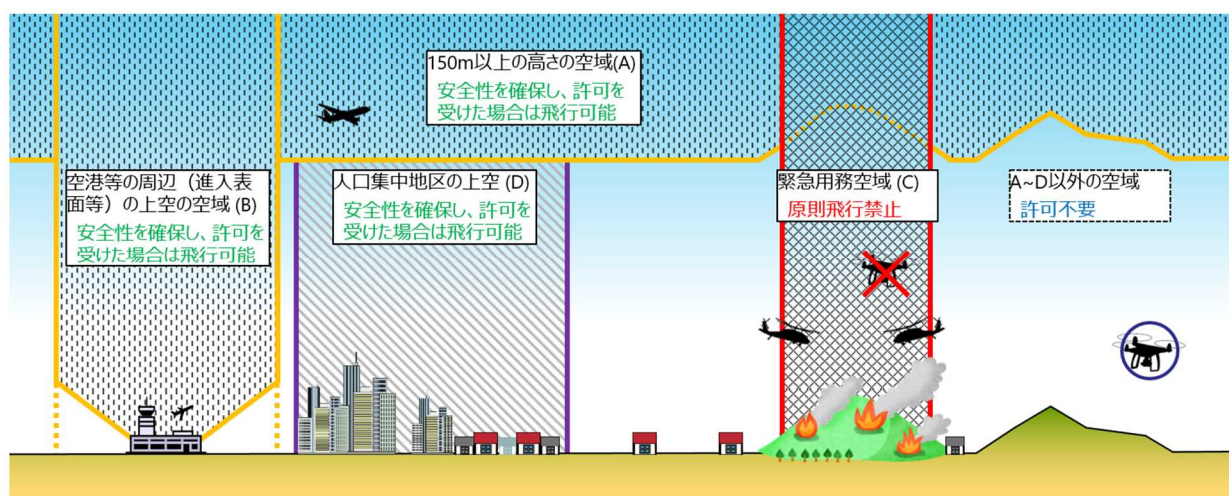 150m以上の高さの空域(A)
安全性を確保し、許可を
受けた場合は飛行可能
空港等の周辺（進入表
面等）の上空の空域 (B)
安全性を確保し、許可を
受けた場合は飛行可能
人口集中地区の上空 (D)
安全性を確保し、許可を
受けた場合は飛行可能
緊急用務空域 (C)
原則飛行禁止
A~D以外の空域
許可不要